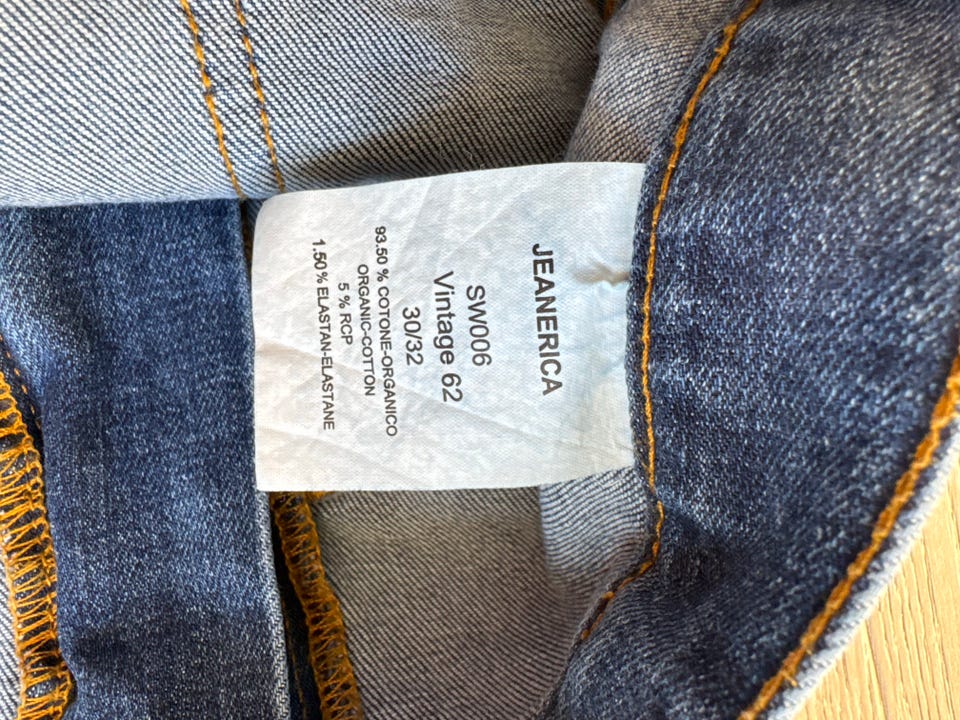 JEANERICA
SW006
Vintage 62
30/32
93.50 % COTONE-ORGANICO
ORGANIC-COTTON
5 % RCP
1.50 % ELASTAN-ELASTANE